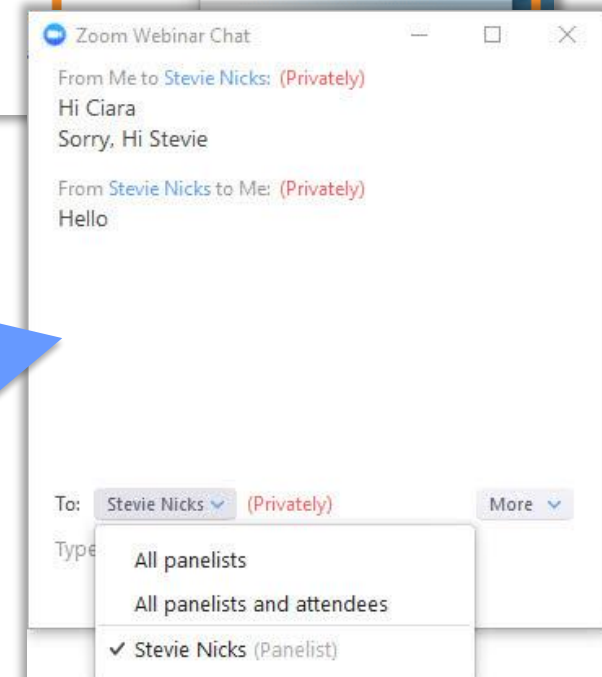 Zoom Webinar Chat
From Me to Stevie Nicks: (Privately)
Hi Ciara
Sorry, Hi Stevie
From Stevie Nicks to Me: (Privately)
Hello
To: Stevie Nicks (Privately) More
Type
All panelists
All panelists and attendees
✓ Stevie Nicks (Panelist)